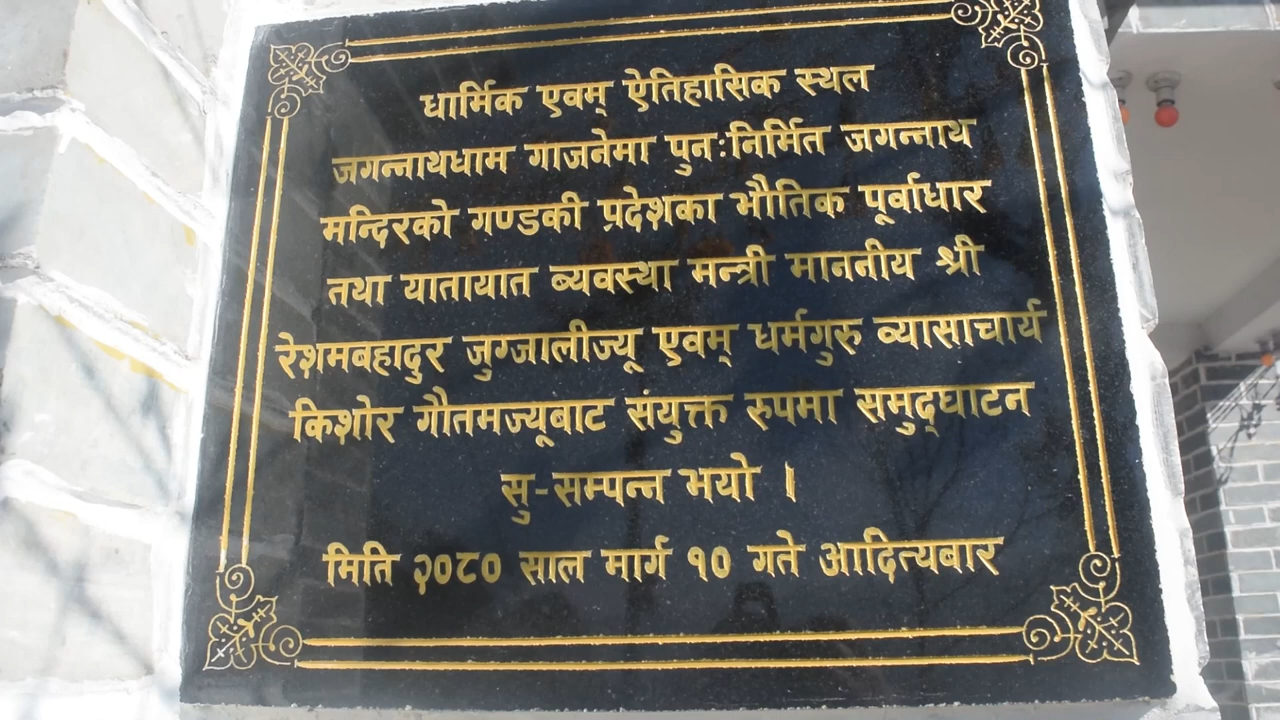 धार्मिक एवम् ऐतिहासिक स्थल
जगन्नाथधाम गाजनेमा पुनःनिर्मित जगन्नाथ
मन्दिरको गण्डकी प्रदेशका भौतिक पूर्वाधार
तथा यातायात व्यवस्था मन्त्री माननीय श्री
रेशमबहादुर जुग्जालीज्यू एवम् धर्मगुरु व्यासाचार्य
किशोर गौतमज्यूबाट संयुक्त रुपमा समुद्घाटन
सु-सम्पन्न भयो ।
मिति २०८० साल मार्ग १० गते आदित्यबार